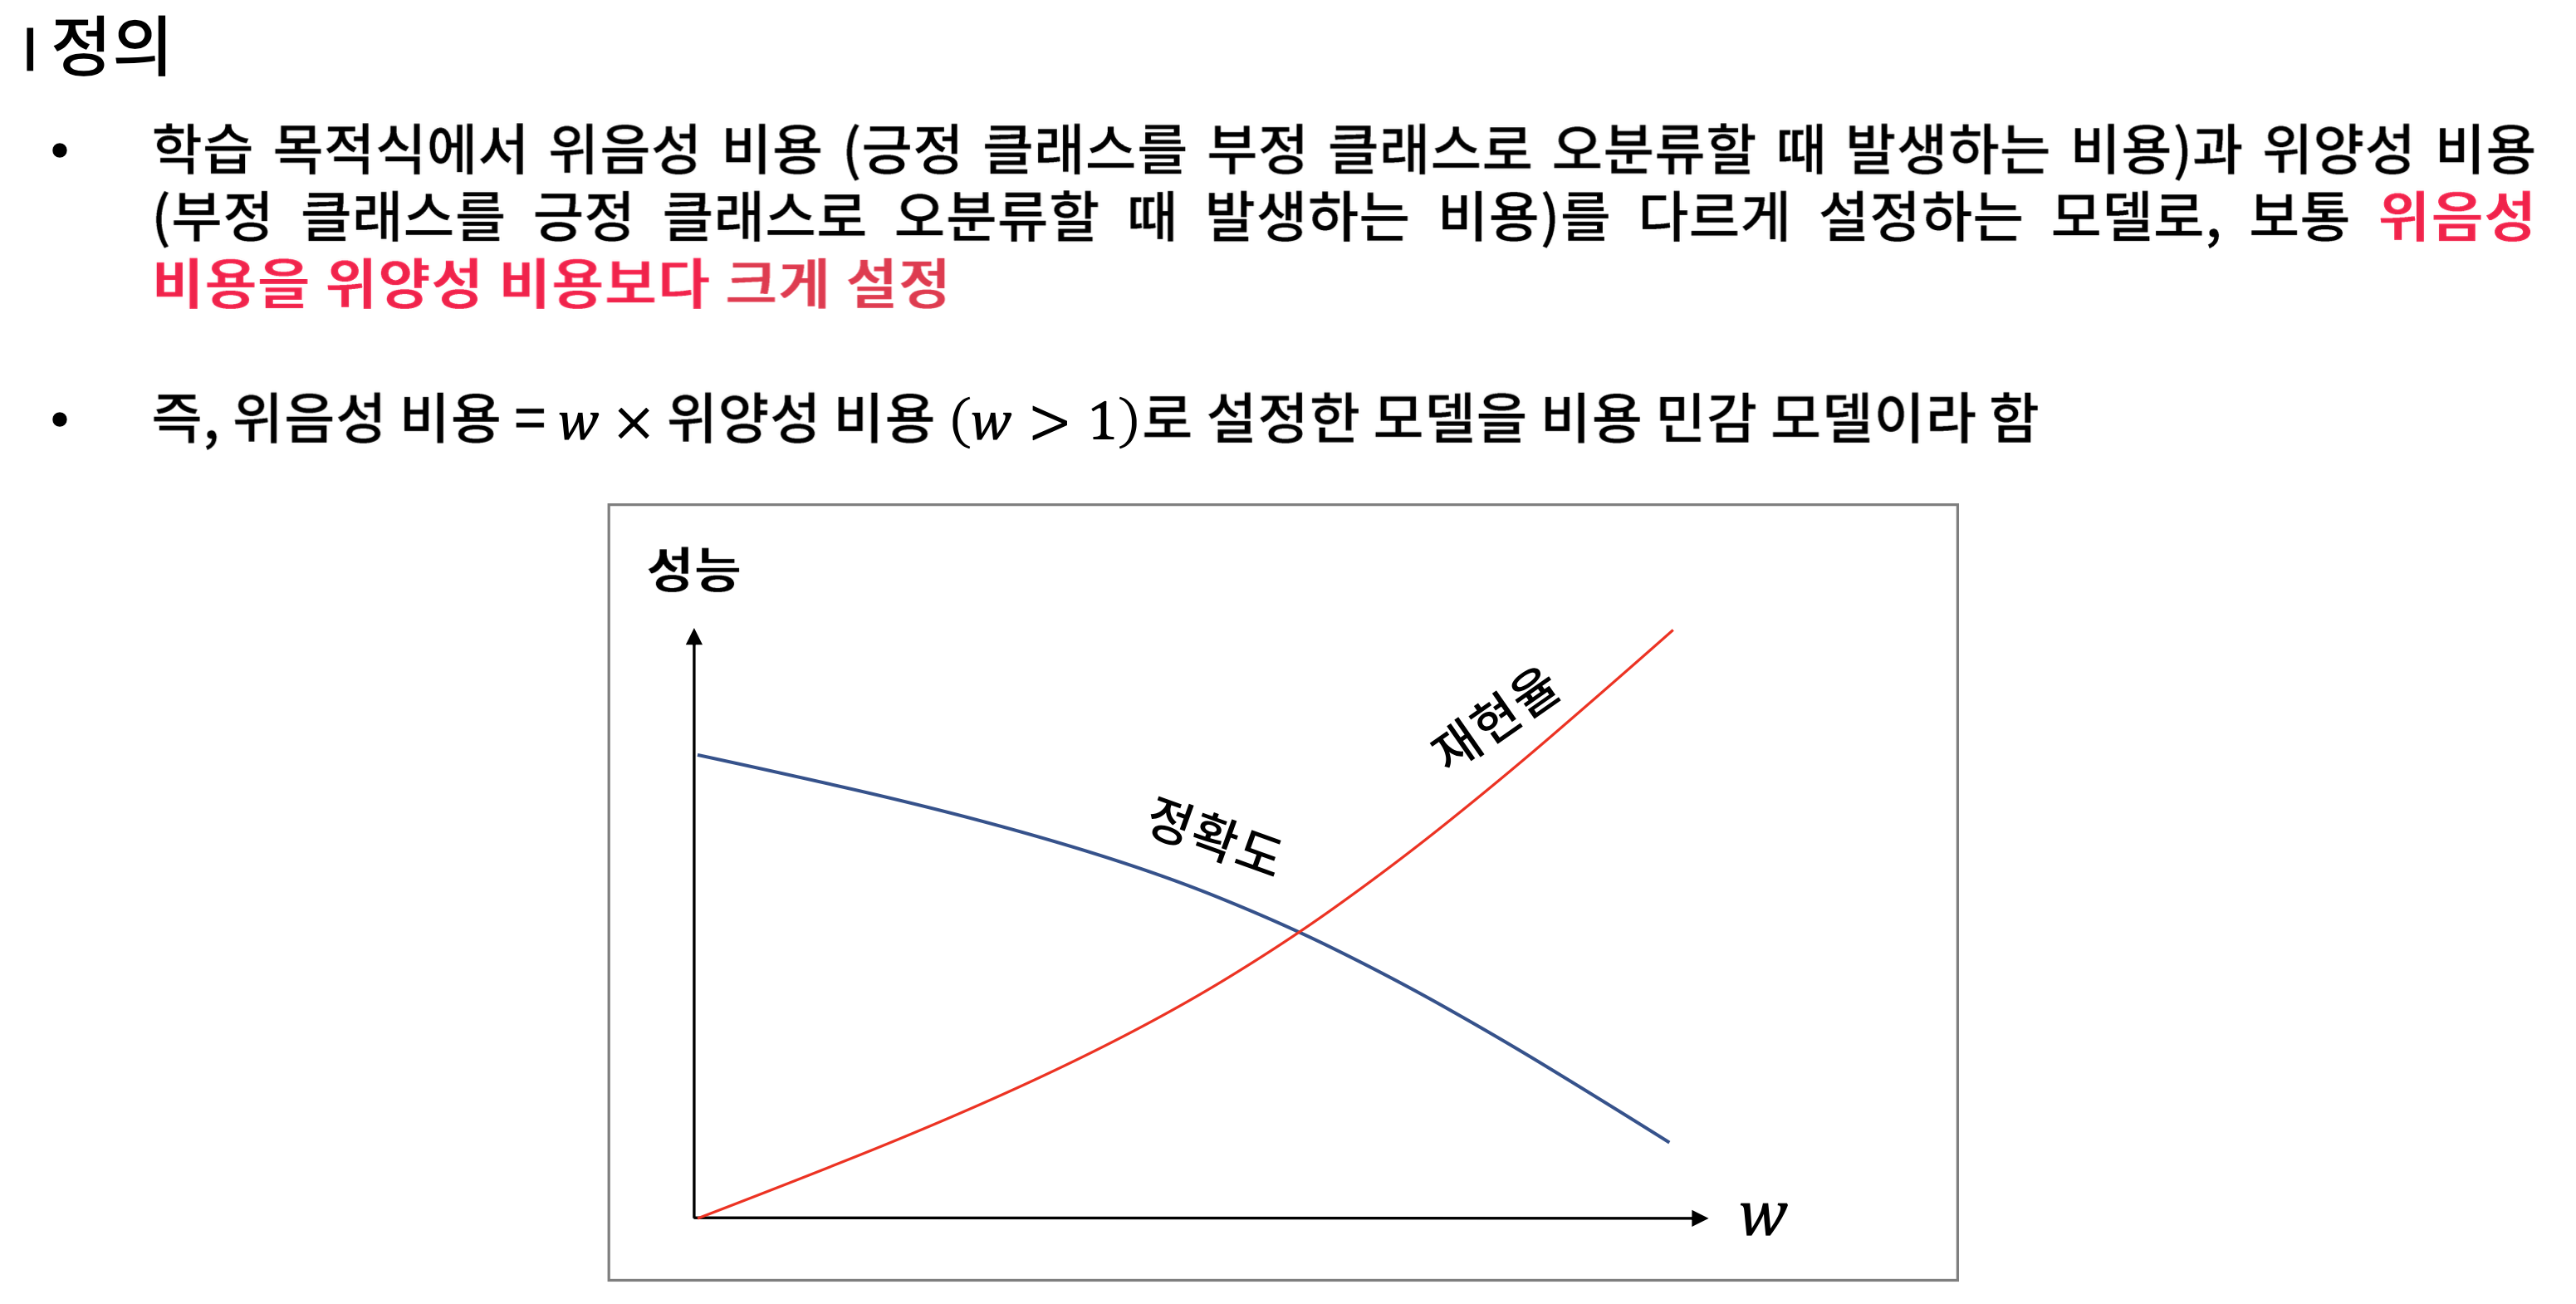 I 정의
• 학습 목적식에서 위음성 비용 (긍정 클래스를 부정 클래스로 오분류할 때 발생하는 비용)과 위양성 비용
(부정 클래스를 긍정 클래스로 오분류할 때 발생하는 비용)를 다르게 설정하는 모델로, 보통 위음성
비용을 위양성 비용보다 크게 설정
• 즉, 위음성 비용 = w × 위양성 비용 (w > 1)로 설정한 모델을 비용 민감 모델이라 함
성능
재현율
정확도
w